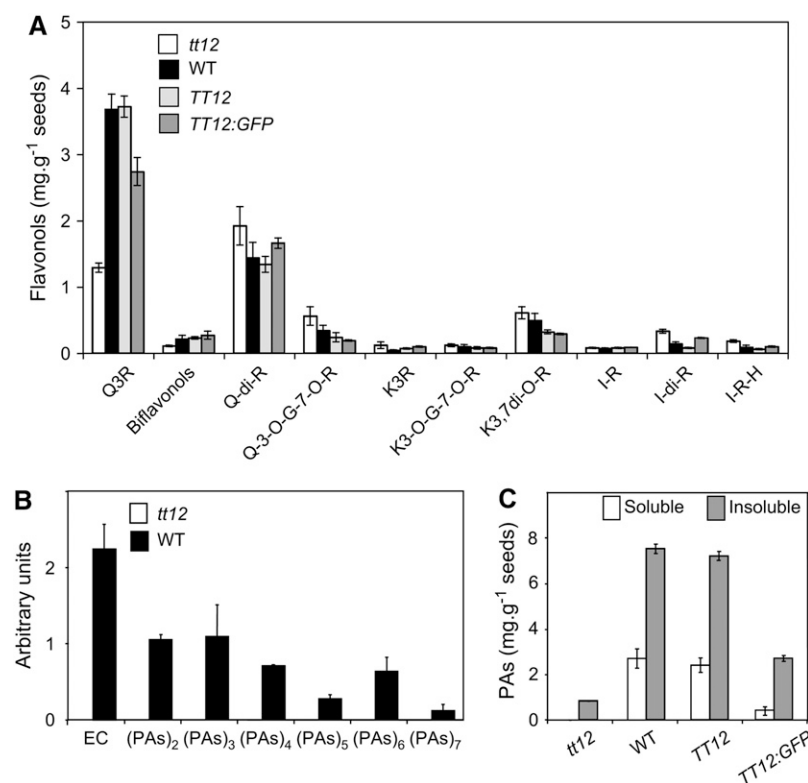 A
5
4
3
2
1
0
Flavonols (mg.g-1 seeds)
tt12
WT
TT12
TT12:GFP
Q3R
Biflavonols
Q-di-R
Q-3-O-G-7-O-R
K3R
K3-O-G-7-O-R
K3,7di-O-R
I-R
I-di-R
I-R-H
B
2
1
0
Arbitrary units
tt12
WT
EC (PAs)2 (PAs)3 (PAs)4 (PAs)5 (PAs)6 (PAs)7
C
Soluble Insoluble
8
6
4
2
0
PAs (mg.g-1 seeds)
tt12
WT
TT12
TT12:GFP